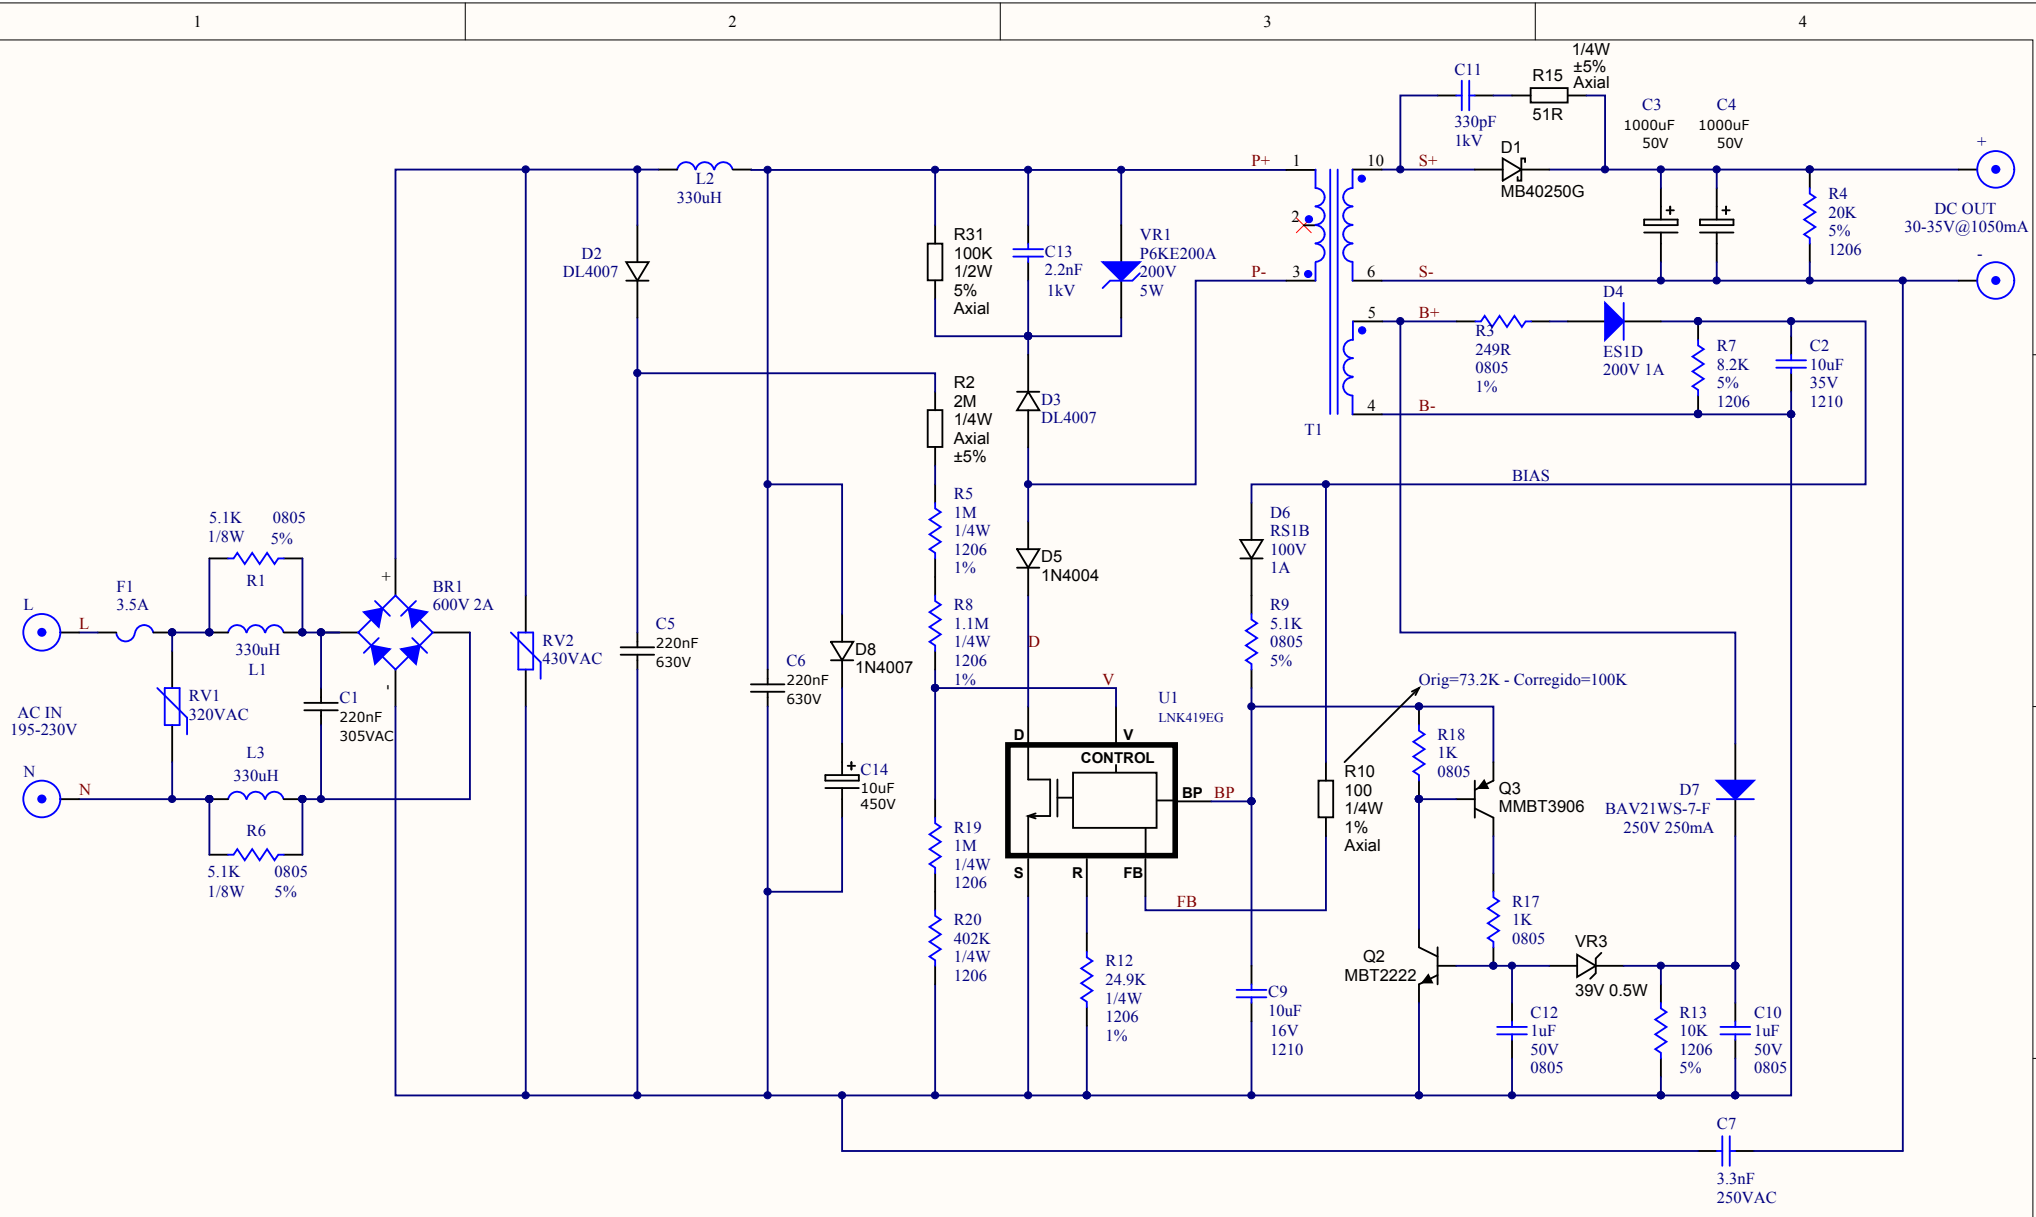 1
2
3
4
1/4W
±5%
Axial
C11
R15
51R
330pF
1kV
D1
MB40250G
C3
1000uF
50V
C4
1000uF
50V
+
R4
20K
5%
1206
DC OUT
30-35V@1050mA
-
L2
330uH
P+
1
2
P-
3
10
S+
6
S-
5
B+
4
B-
T1
D2
DL4007
R31
100K
1/2W
5%
Axial
C13
2.2nF
1kV
VR1
P6KE200A
200V
5W
R3
249R
0805
1%
D4
ES1D
200V 1A
R7
8.2K
5%
1206
C2
10uF
35V
1210
R2
2M
1/4W
Axial
±5%
D3
DL4007
BIAS
R5
1M
1/4W
1206
1%
D5
1N4004
D6
RS1B
100V
1A
5.1K 0805
1/8W 5%
R1
F1
3.5A
L
L
330uH
L1
+
BR1
600V 2A
-
RV1
320VAC
C1
220nF
305VAC
AC IN
195-230V
L3
330uH
N
N
R6
5.1K 0805
1/8W 5%
RV2
430VAC
C5
220nF
630V
C6
220nF
630V
D8
1N4007
+
C14
10uF
450V
R8
1.1M
1/4W
1206
1%
D
V
R9
5.1K
0805
5%
U1
LNK419EG
D
V
CONTROL
BP
BP
S
R
FB
FB
Orig=73.2K - Corregido=100K
R10
100
1/4W
1%
Axial
R18
1K
0805
Q3
MMBT3906
D7
BAV21WS-7-F
250V 250mA
R19
1M
1/4W
1206
R20
402K
1/4W
1206
R12
24.9K
1/4W
1206
1%
R17
1K
0805
Q2
MBT2222
VR3
39V 0.5W
C9
10uF
16V
1210
C12
1uF
50V
0805
R13
10K
1206
5%
C10
1uF
50V
0805
C7
3.3nF
250VAC